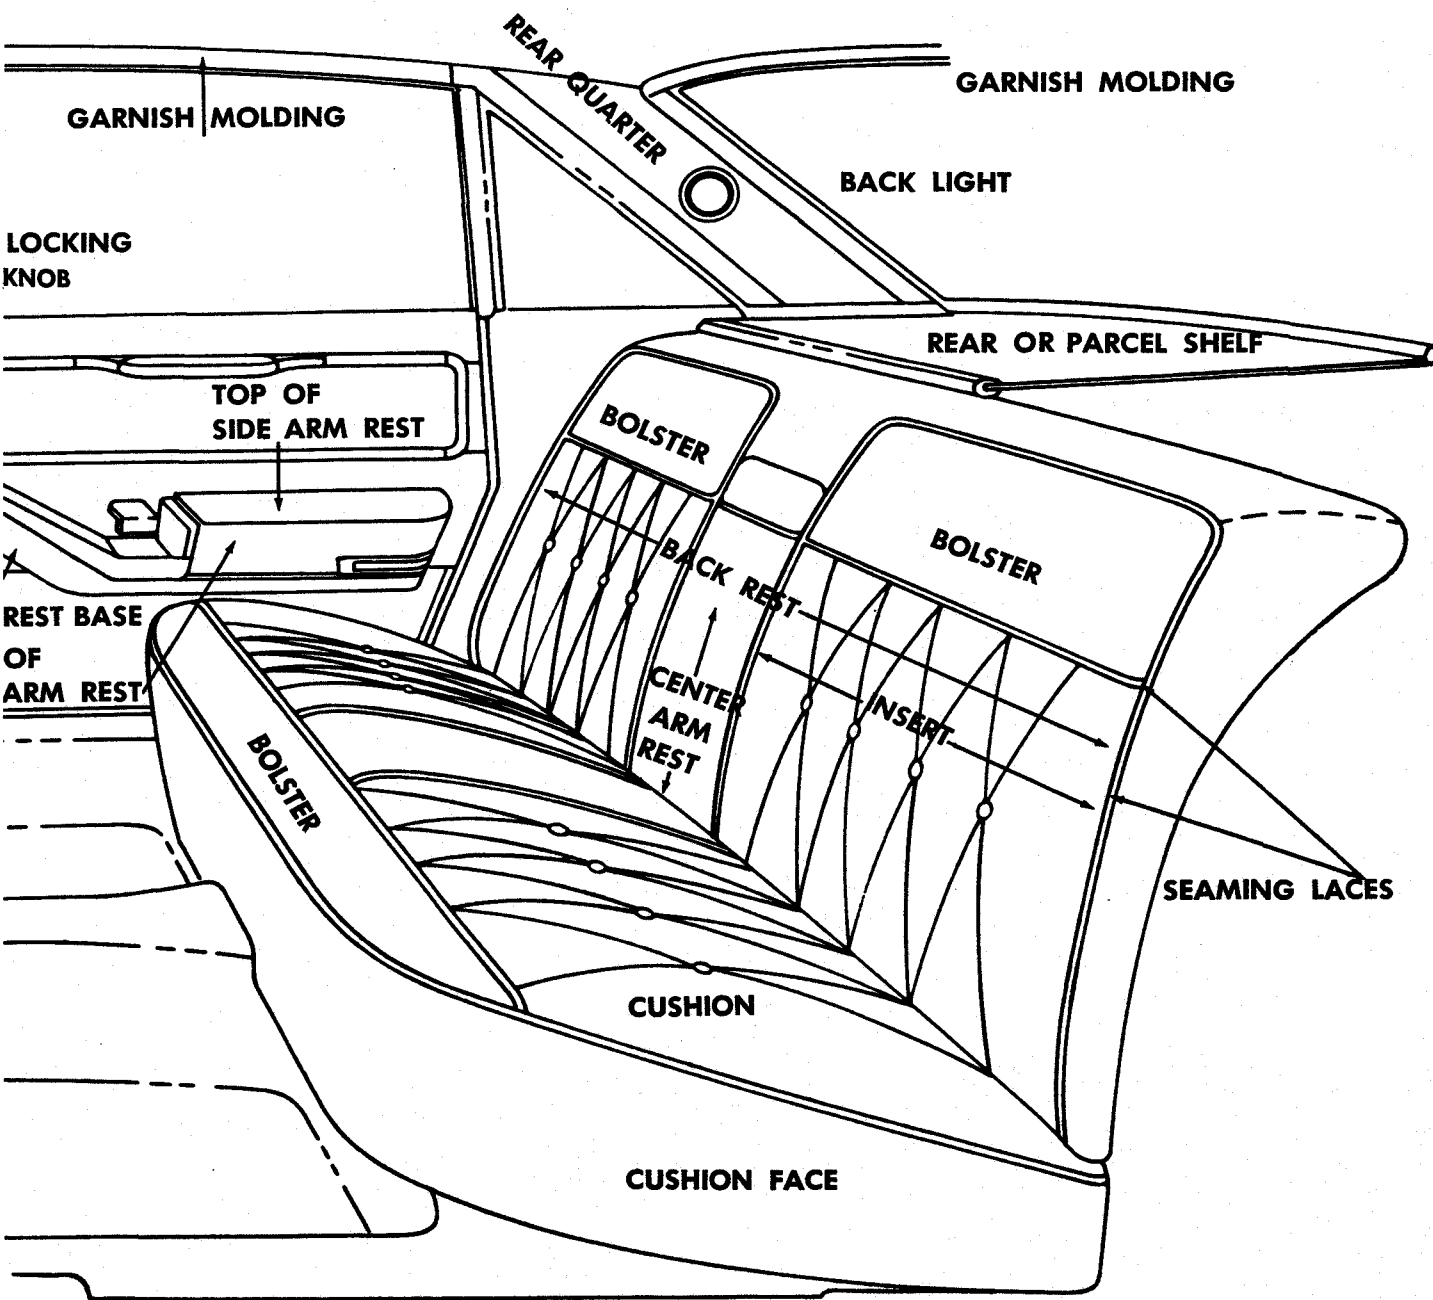 REAR QUARTER
GARNISH MOLDING
GARNISH MOLDING
BACK LIGHT
LOCKING
KNOB
REAR OR PARCEL SHELF
TOP OF
SIDE ARM REST
BOLSTER
BOLSTER
BACK REST
REST BASE
OF
ARM REST
CENTER
ARM
REST
INSERT
BOLSTER
SEAMING LACES
CUSHION
CUSHION FACE